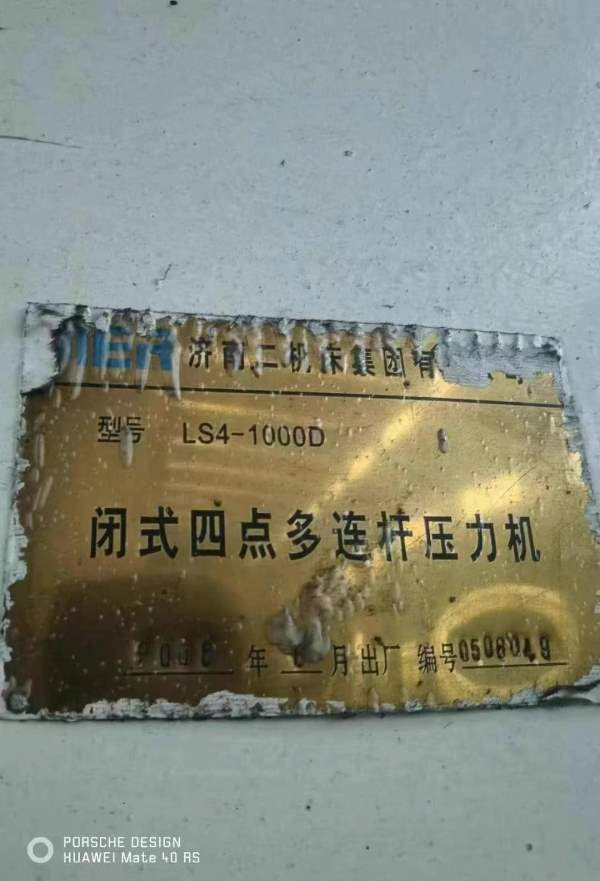 济南二机床集团有
型号 LS4-1000D
闭式四点多连杆压力机
年 月出厂 编号0508049
PORSCHE DESIGN
HUAWEI Mate 40 RS